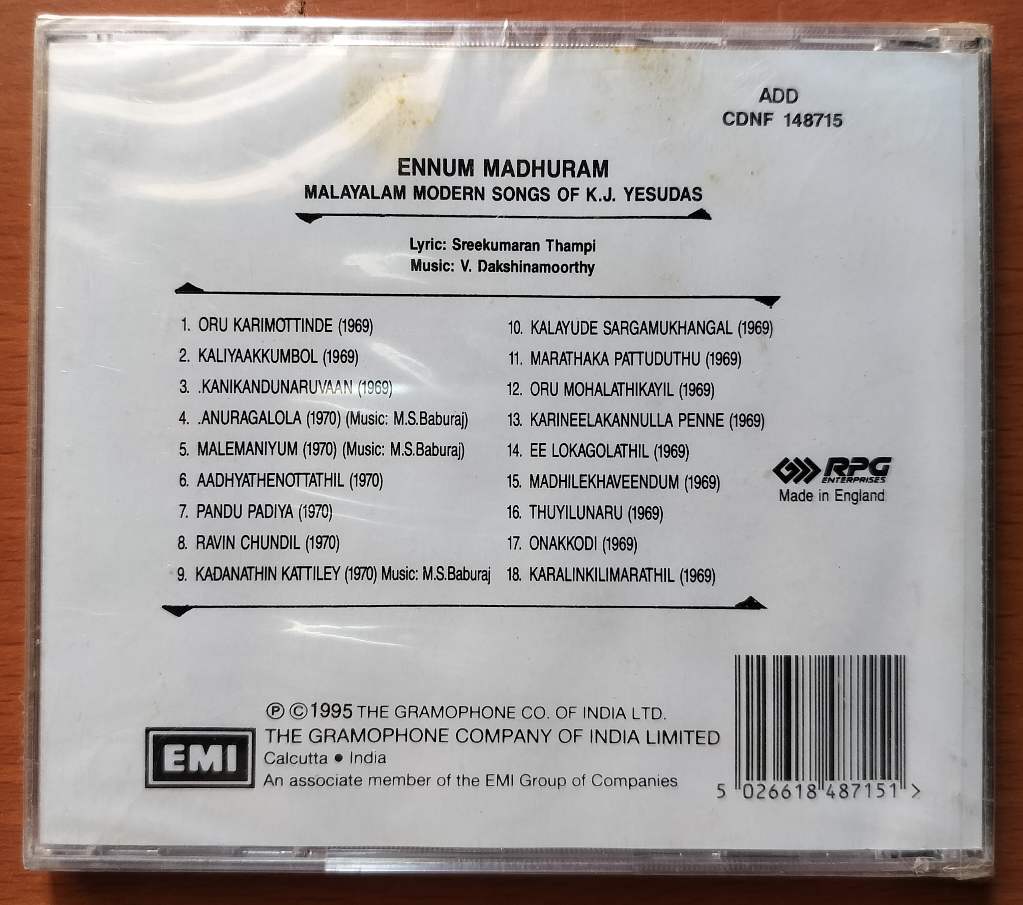 ADD
CDNF 148715
ENNUM MADHURAM
MALAYALAM MODERN SONGS OF K.J. YESUDAS
Lyric: Sreekumaran Thampi
Music: V. Dakshinamoorthy
1. ORU KARIMOTTINDE (1969)
2. KALIYAAKKUMBOL (1969)
3. .KANIKANDUNARUVAAN (1969)
4. .ANURAGALOLA (1970) (Music: M.S.Baburaj)
5. MALEMANIYUM (1970) (Music: M.S.Baburaj)
6. AADHYATHENOTTATHIL (1970)
7. PANDU PADIYA (1970)
8. RAVIN CHUNDIL (1970)
9. KADANATHIN KATTILEY (1970) Music: M.S.Baburaj
10. KALAYUDE SARGAMUKHANGAL (1969)
11. MARATHAKA PATTUDUTHU (1969)
12. ORU MOHALATHIKAYIL (1969)
13. KARINEELAKANNULLA PENNE (1969)
14. EE LOKAGOLATHIL (1969)
15. MADHILEKHAVEENDUM (1969)
16. THUYILUNARU (1969)
17. ONAKKODI (1969)
18. KARALINKILIMARATHIL (1969)
RPG
ENTERPRISES
Made in England
℗ © 1995 THE GRAMOPHONE CO. OF INDIA LTD.
EMI
THE GRAMOPHONE COMPANY OF INDIA LIMITED
Calcutta • India
An associate member of the EMI Group of Companies
5 026618 487151 >